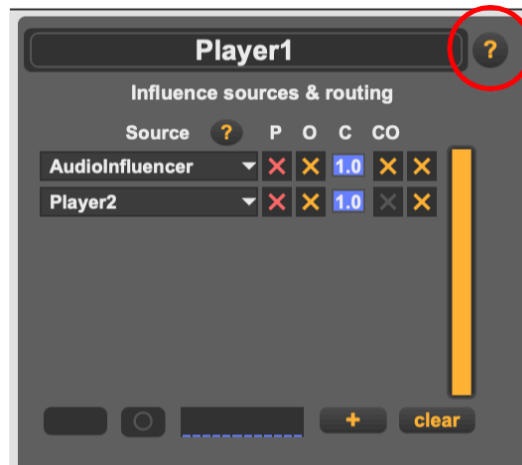 Player1 ?
Influence sources & routing
Source ? P O C CO
AudioInfluencer 1.0
Player2 1.0
+ clear